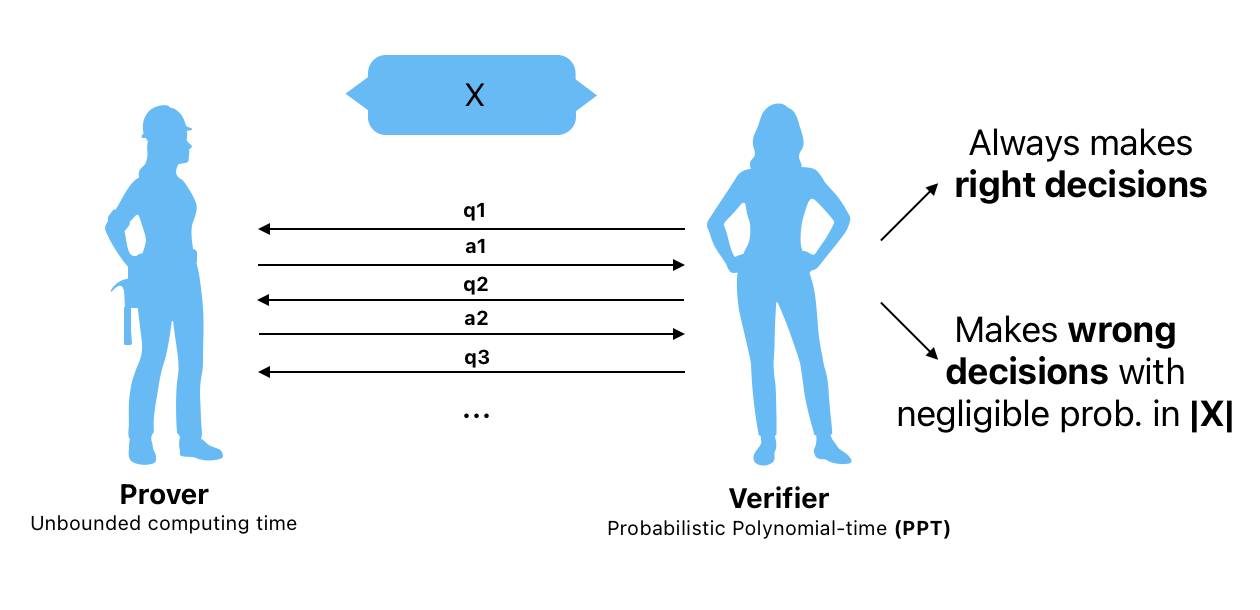 X
q1
a1
q2
a2
q3
...
Prover
Unbounded computing time
Verifier
Probabilistic Polynomial-time (PPT)
Always makes
right decisions
Makes wrong
decisions with
negligible prob. in |X|